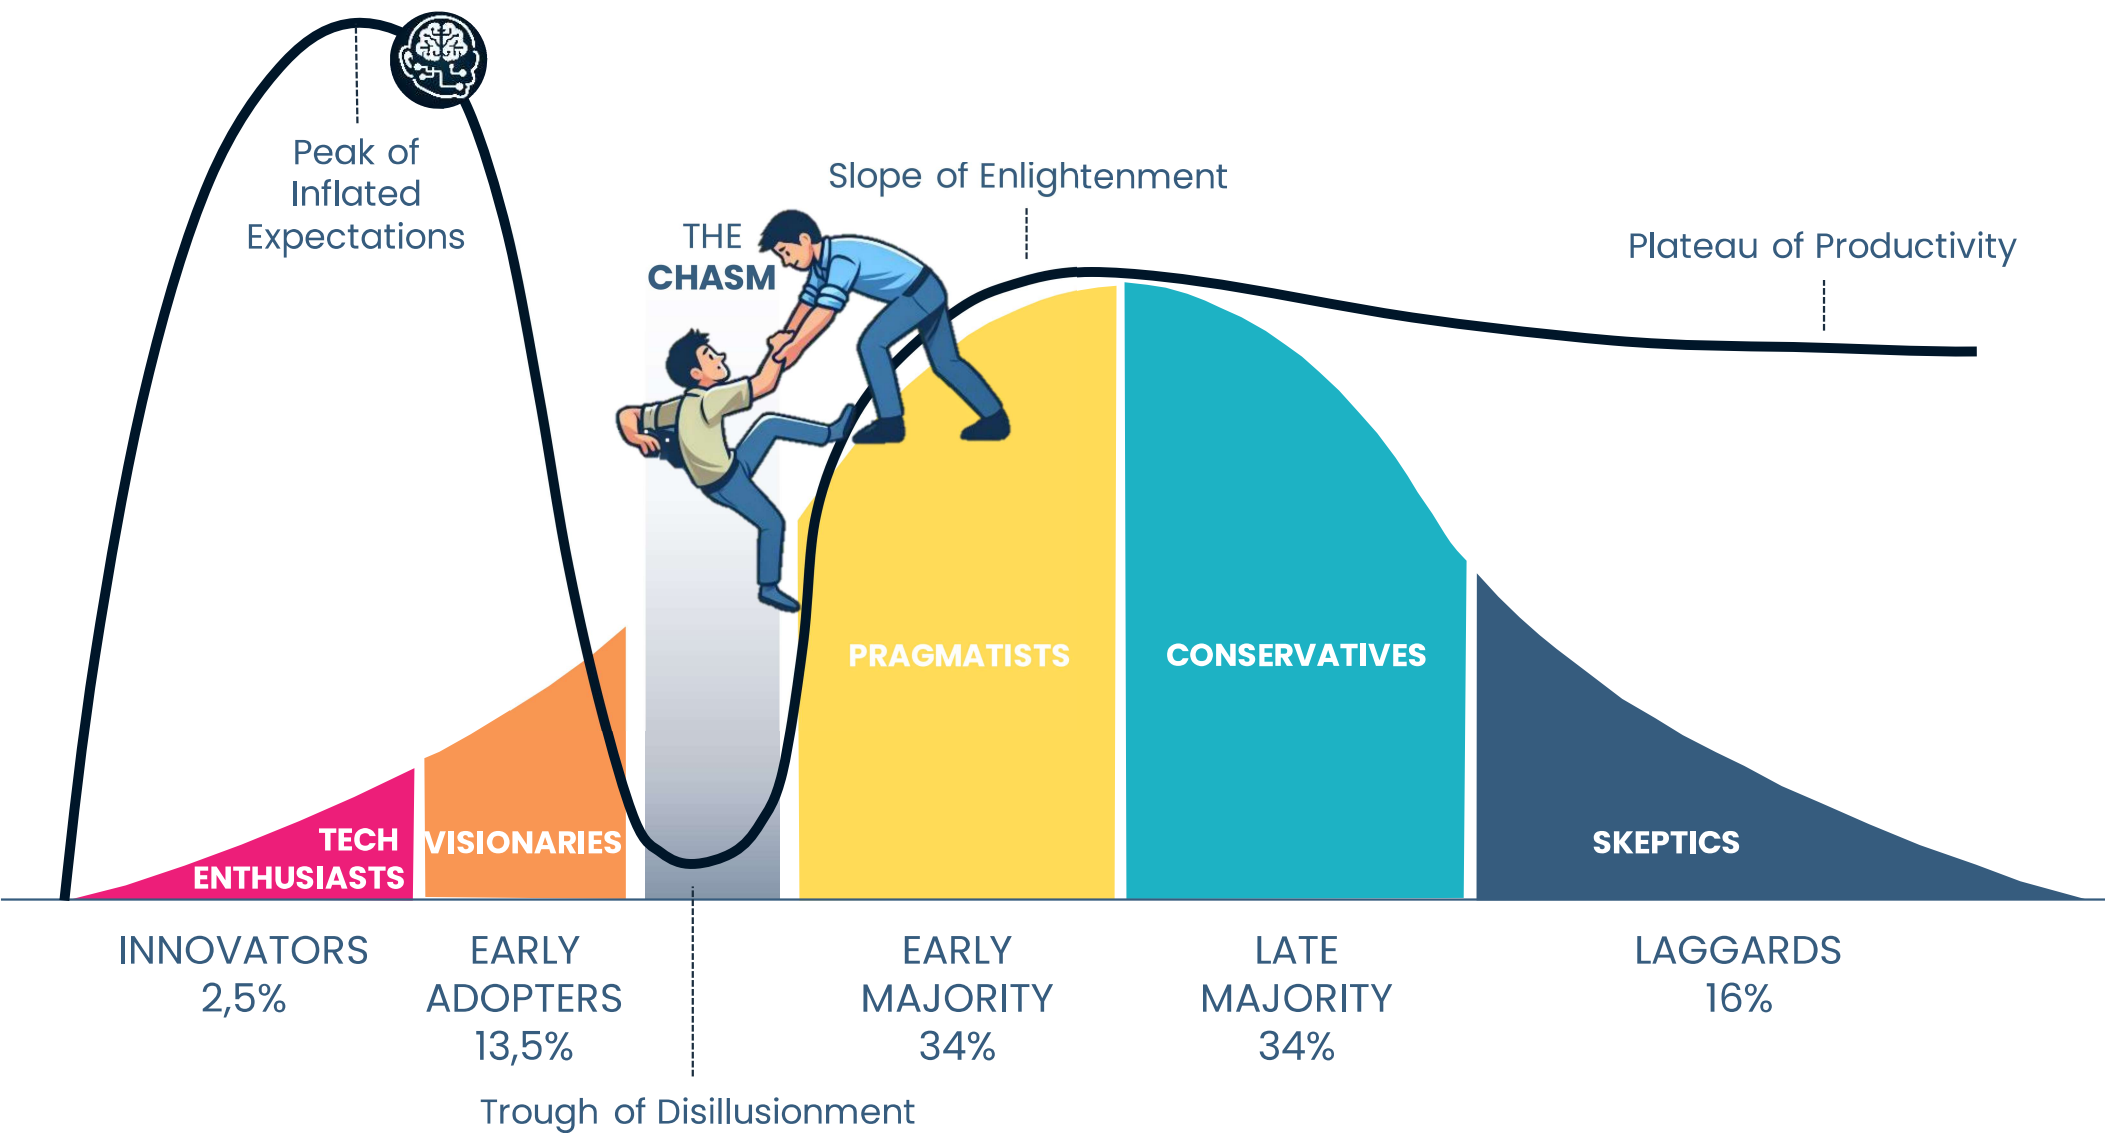 Peak of
Inflated
Expectations
THE
CHASM
Slope of Enlightenment
Plateau of Productivity
TECH
ENTHUSIASTS
VISIONARIES
PRAGMATISTS
CONSERVATIVES
SKEPTICS
INNOVATORS
2,5%
EARLY
ADOPTERS
13,5%
EARLY
MAJORITY
34%
LATE
MAJORITY
34%
LAGGARDS
16%
Trough of Disillusionment